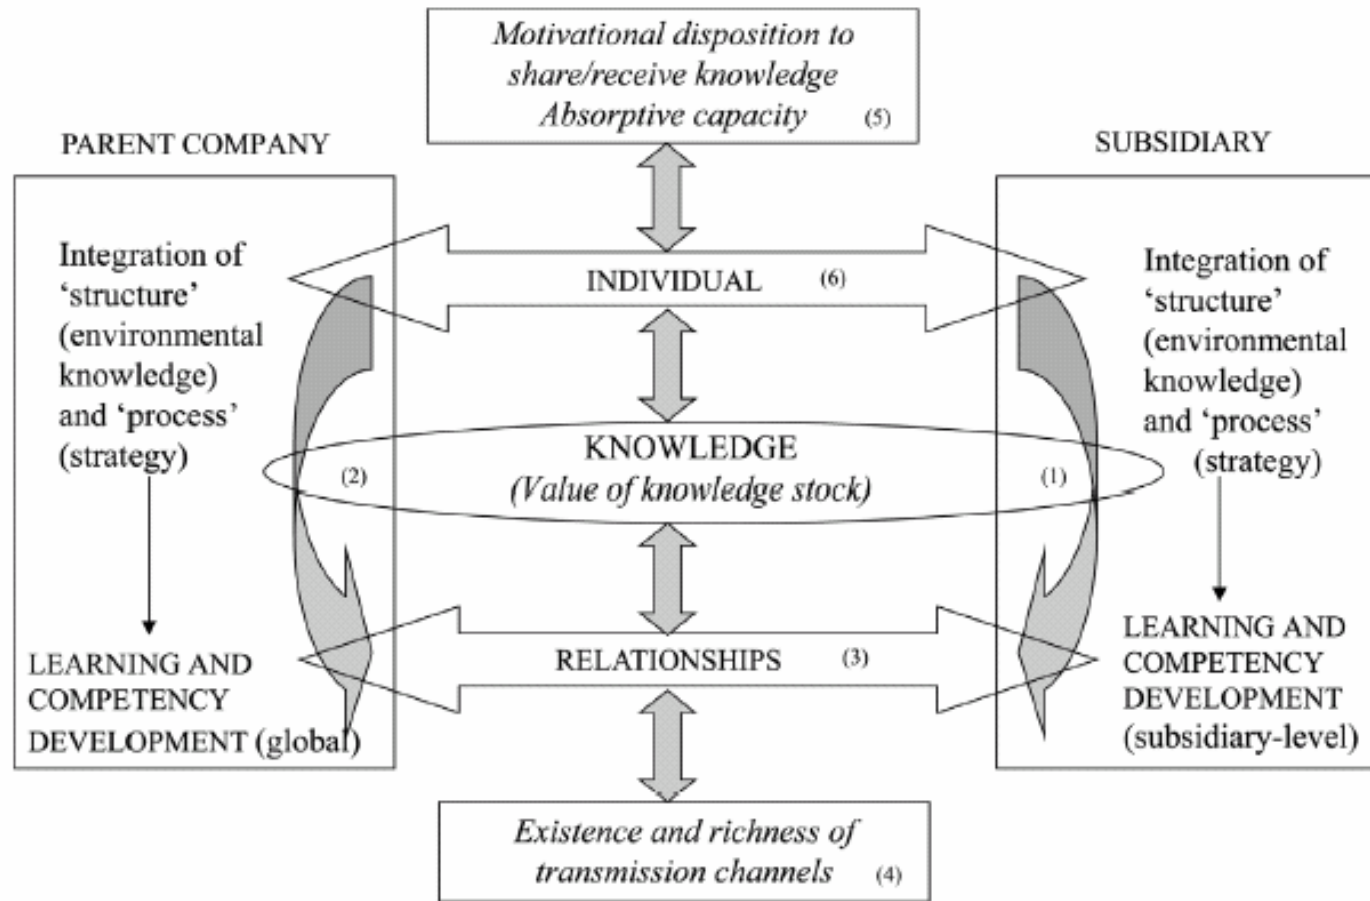 Motivational disposition to
share/receive knowledge
Absorptive capacity (5)
PARENT COMPANY
SUBSIDIARY
Integration of
‘structure’
(environmental
knowledge)
and ‘process’
(strategy)
INDIVIDUAL (6)
Integration of
‘structure’
(environmental
knowledge)
and ‘process’
(strategy)
KNOWLEDGE
(2)
(Value of knowledge stock)
(1)
RELATIONSHIPS (3)
LEARNING AND
COMPETENCY
DEVELOPMENT (global)
LEARNING AND
COMPETENCY
DEVELOPMENT
(subsidiary-level)
Existence and richness of
transmission channels (4)